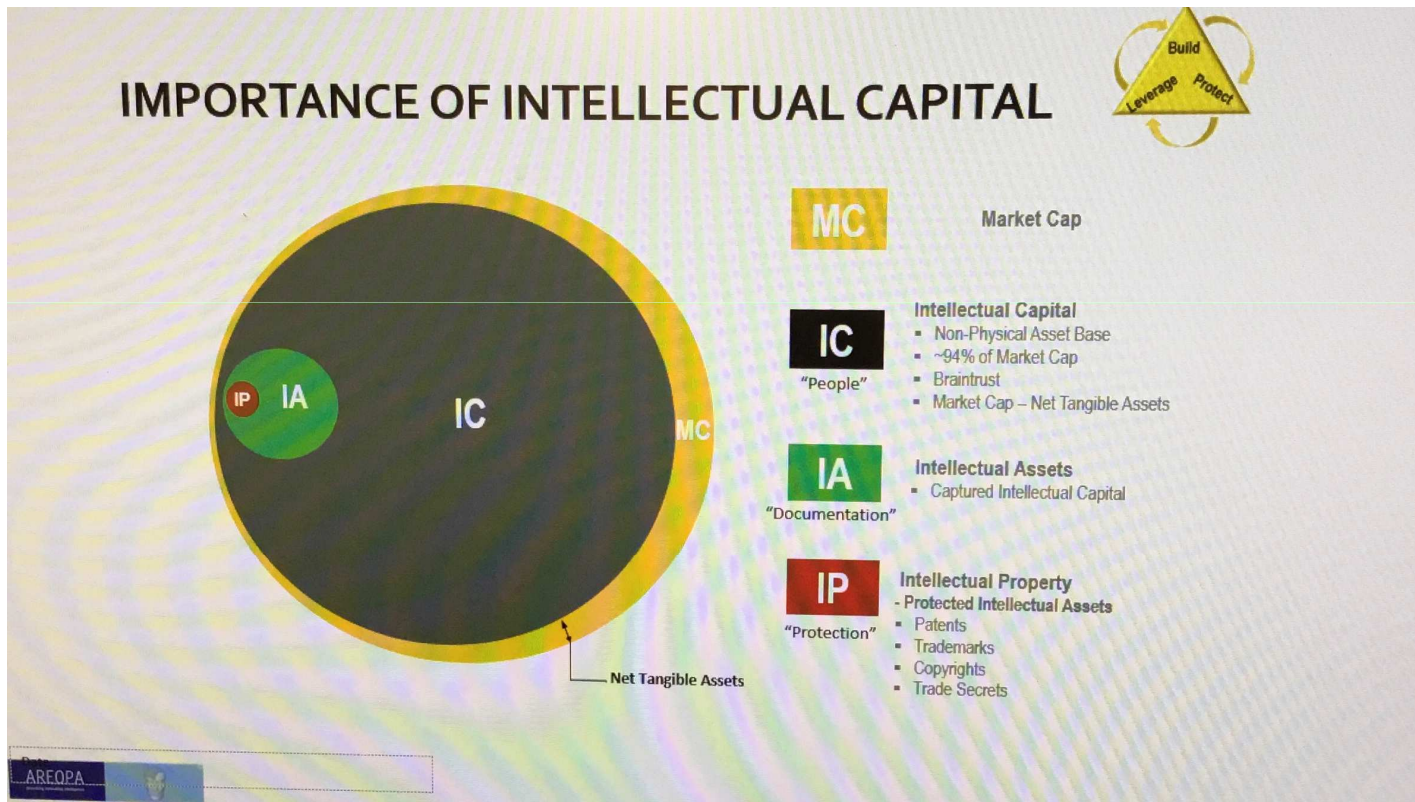 IMPORTANCE OF INTELLECTUAL CAPITAL
Build
Leverage
Protect
MC
Market Cap
IC
"People"
Intellectual Capital
▪ Non-Physical Asset Base
▪ ~94% of Market Cap
▪ Braintrust
▪ Market Cap – Net Tangible Assets
IP
IA
IC
MC
IA
"Documentation"
Intellectual Assets
▪ Captured Intellectual Capital
IP
"Protection"
Intellectual Property
- Protected Intellectual Assets
▪ Patents
▪ Trademarks
▪ Copyrights
▪ Trade Secrets
Net Tangible Assets
Date
AREOPA